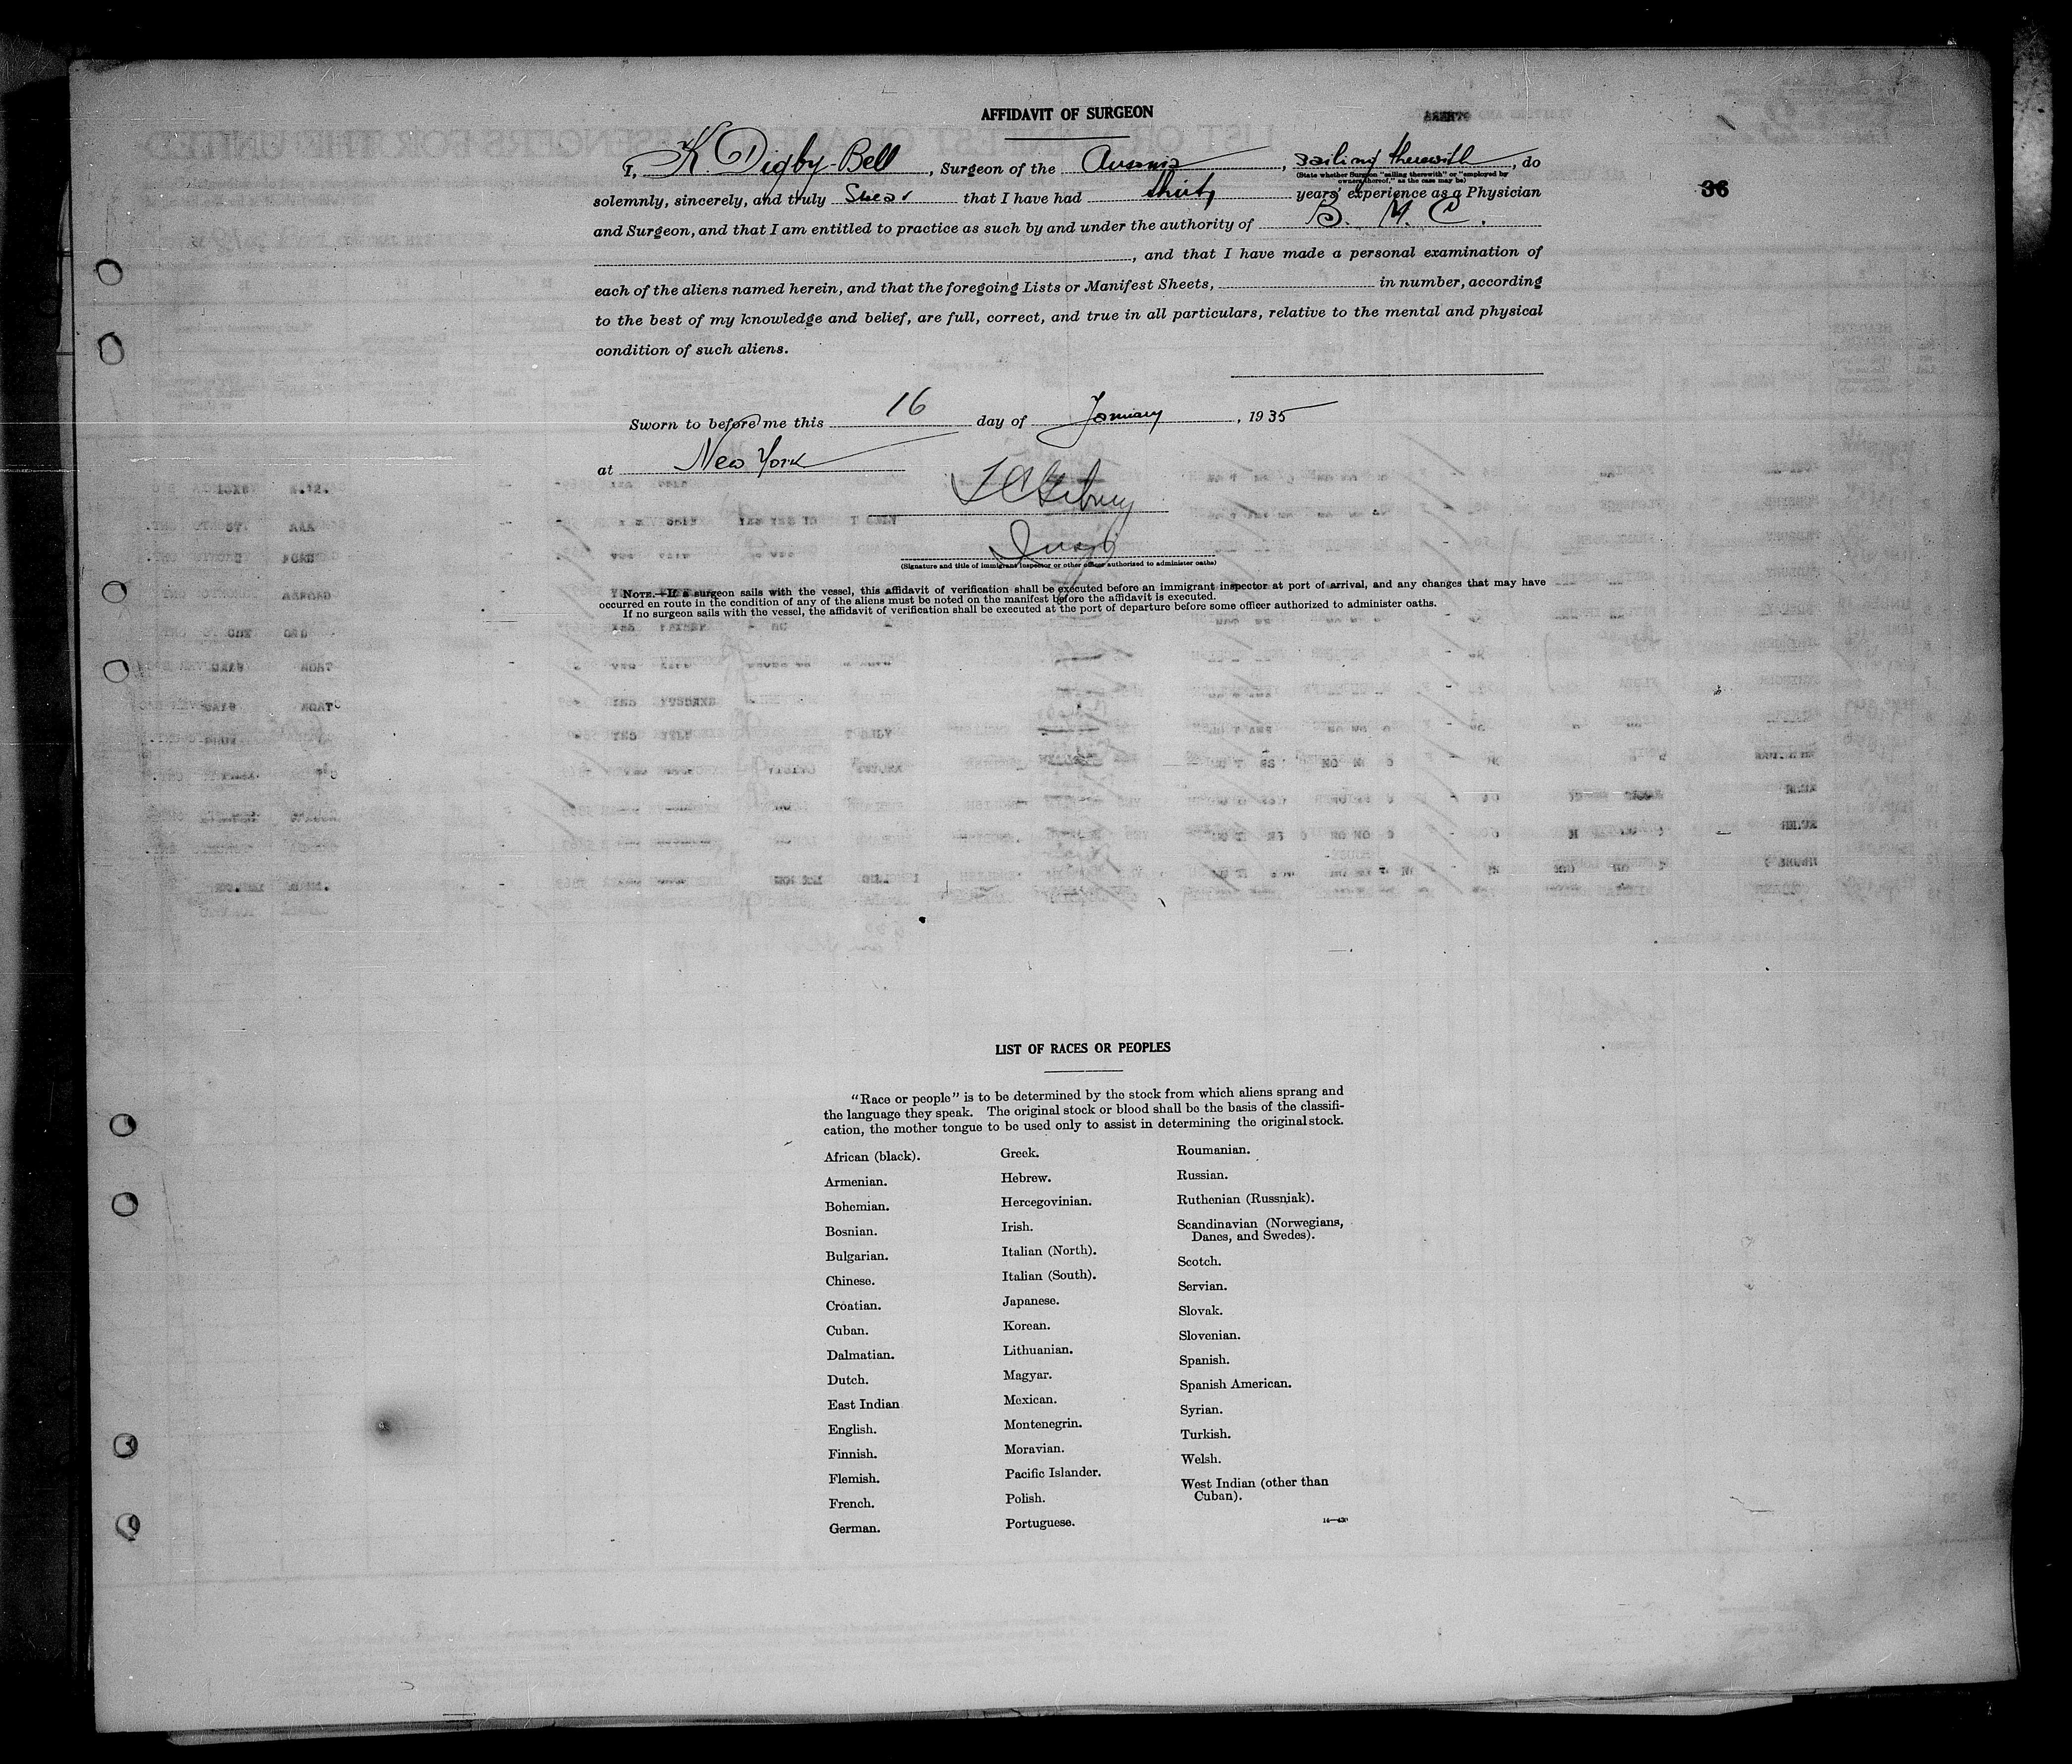 AFFIDAVIT OF SURGEON
36
I, K. Digby-Bell, Surgeon of the Ausonia, sailing therewith, do
(State whether Surgeon "sailing therewith" or "employed by
owners thereof," as the case may be)
solemnly, sincerely, and truly Swear that I have had thirty years' experience as a Physician
and Surgeon, and that I am entitled to practice as such by and under the authority of B. M. C.
, and that I have made a personal examination of
each of the aliens named herein, and that the foregoing Lists or Manifest Sheets, in number, according
to the best of my knowledge and belief, are full, correct, and true in all particulars, relative to the mental and physical
condition of such aliens.
Sworn to before me this 16 day of January, 1935
at New York
(Signature and title of immigrant inspector or other officer authorized to administer oaths)
NOTE.—If a surgeon sails with the vessel, this affidavit of verification shall be executed before an immigrant inspector at port of arrival, and any changes that may have
occurred en route in the condition of any of the aliens must be noted on the manifest before the affidavit is executed.
If no surgeon sails with the vessel, the affidavit of verification shall be executed at the port of departure before some officer authorized to administer oaths.
LIST OF RACES OR PEOPLES
"Race or people" is to be determined by the stock from which aliens sprang and
the language they speak. The original stock or blood shall be the basis of the classifi-
cation, the mother tongue to be used only to assist in determining the original stock.
African (black).
Armenian.
Bohemian.
Bosnian.
Bulgarian.
Chinese.
Croatian.
Cuban.
Dalmatian.
Dutch.
East Indian
English.
Finnish.
Flemish.
French.
German.
Greek.
Hebrew.
Hercegovinian.
Irish.
Italian (North).
Italian (South).
Japanese.
Korean.
Lithuanian.
Magyar.
Mexican.
Montenegrin.
Moravian.
Pacific Islander.
Polish.
Portuguese.
Roumanian.
Russian.
Ruthenian (Russniak).
Scandinavian (Norwegians,
Danes, and Swedes).
Scotch.
Servian.
Slovak.
Slovenian.
Spanish.
Spanish American.
Syrian.
Turkish.
Welsh.
West Indian (other than
Cuban).